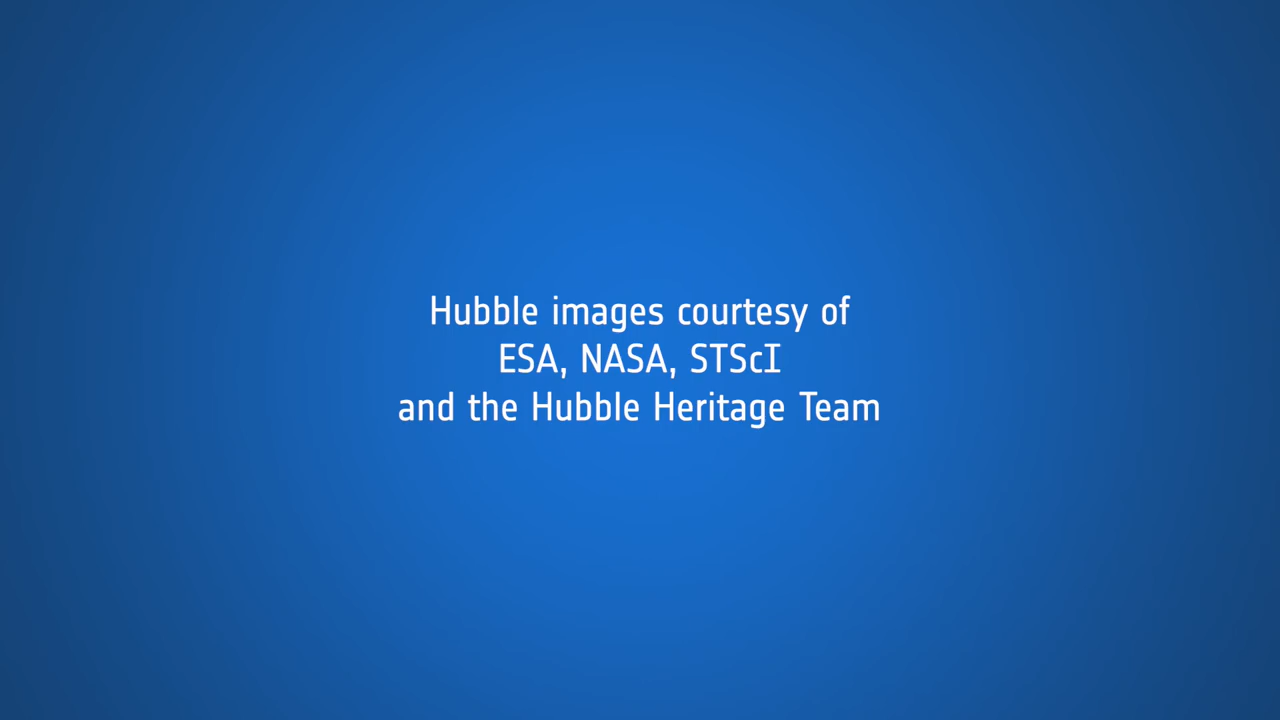 Hubble images courtesy of
ESA, NASA, STScI
and the Hubble Heritage Team